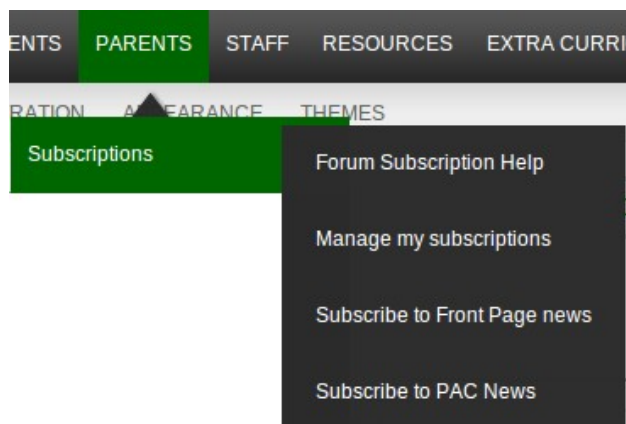 ENTS PARENTS STAFF RESOURCES EXTRA CURRI
RATION APPEARANCE THEMES
Subscriptions
Forum Subscription Help
Manage my subscriptions
Subscribe to Front Page news
Subscribe to PAC News